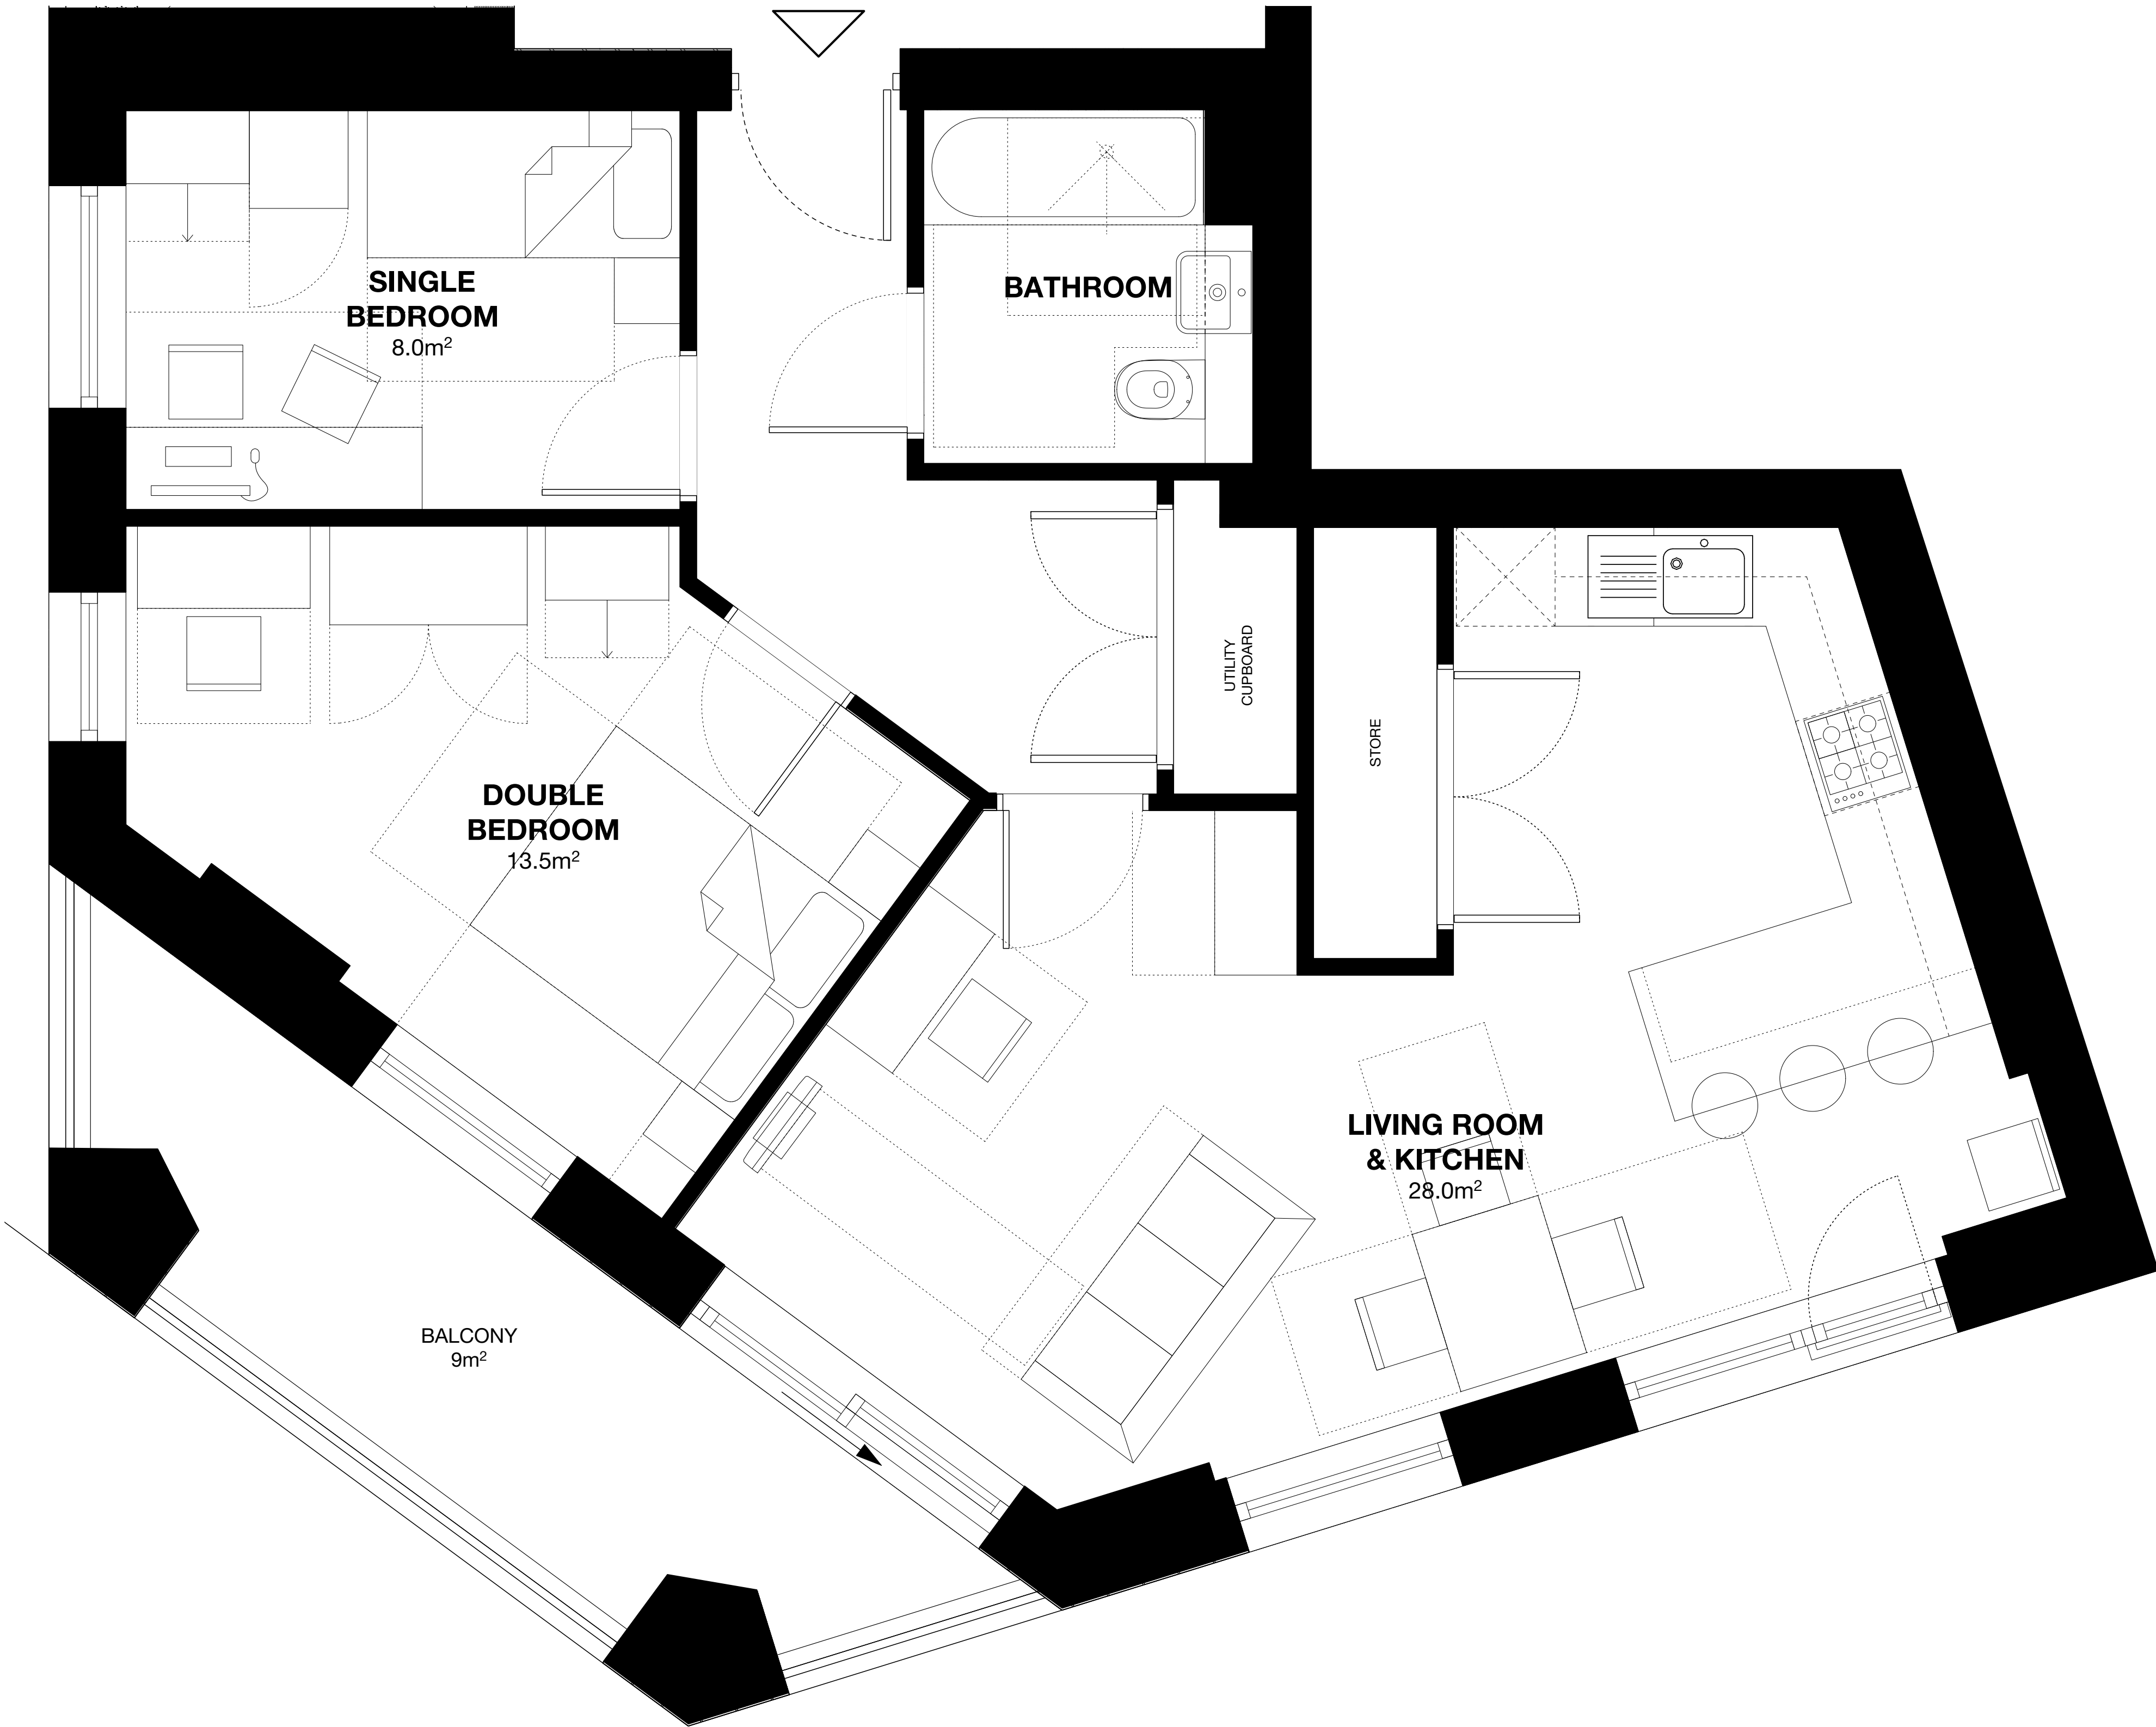 SINGLE
BEDROOM
8.0m²
BATHROOM
UTILITY
CUPBOARD
STORE
DOUBLE
BEDROOM
13.5m²
LIVING ROOM
& KITCHEN
28.0m²
BALCONY
9m²